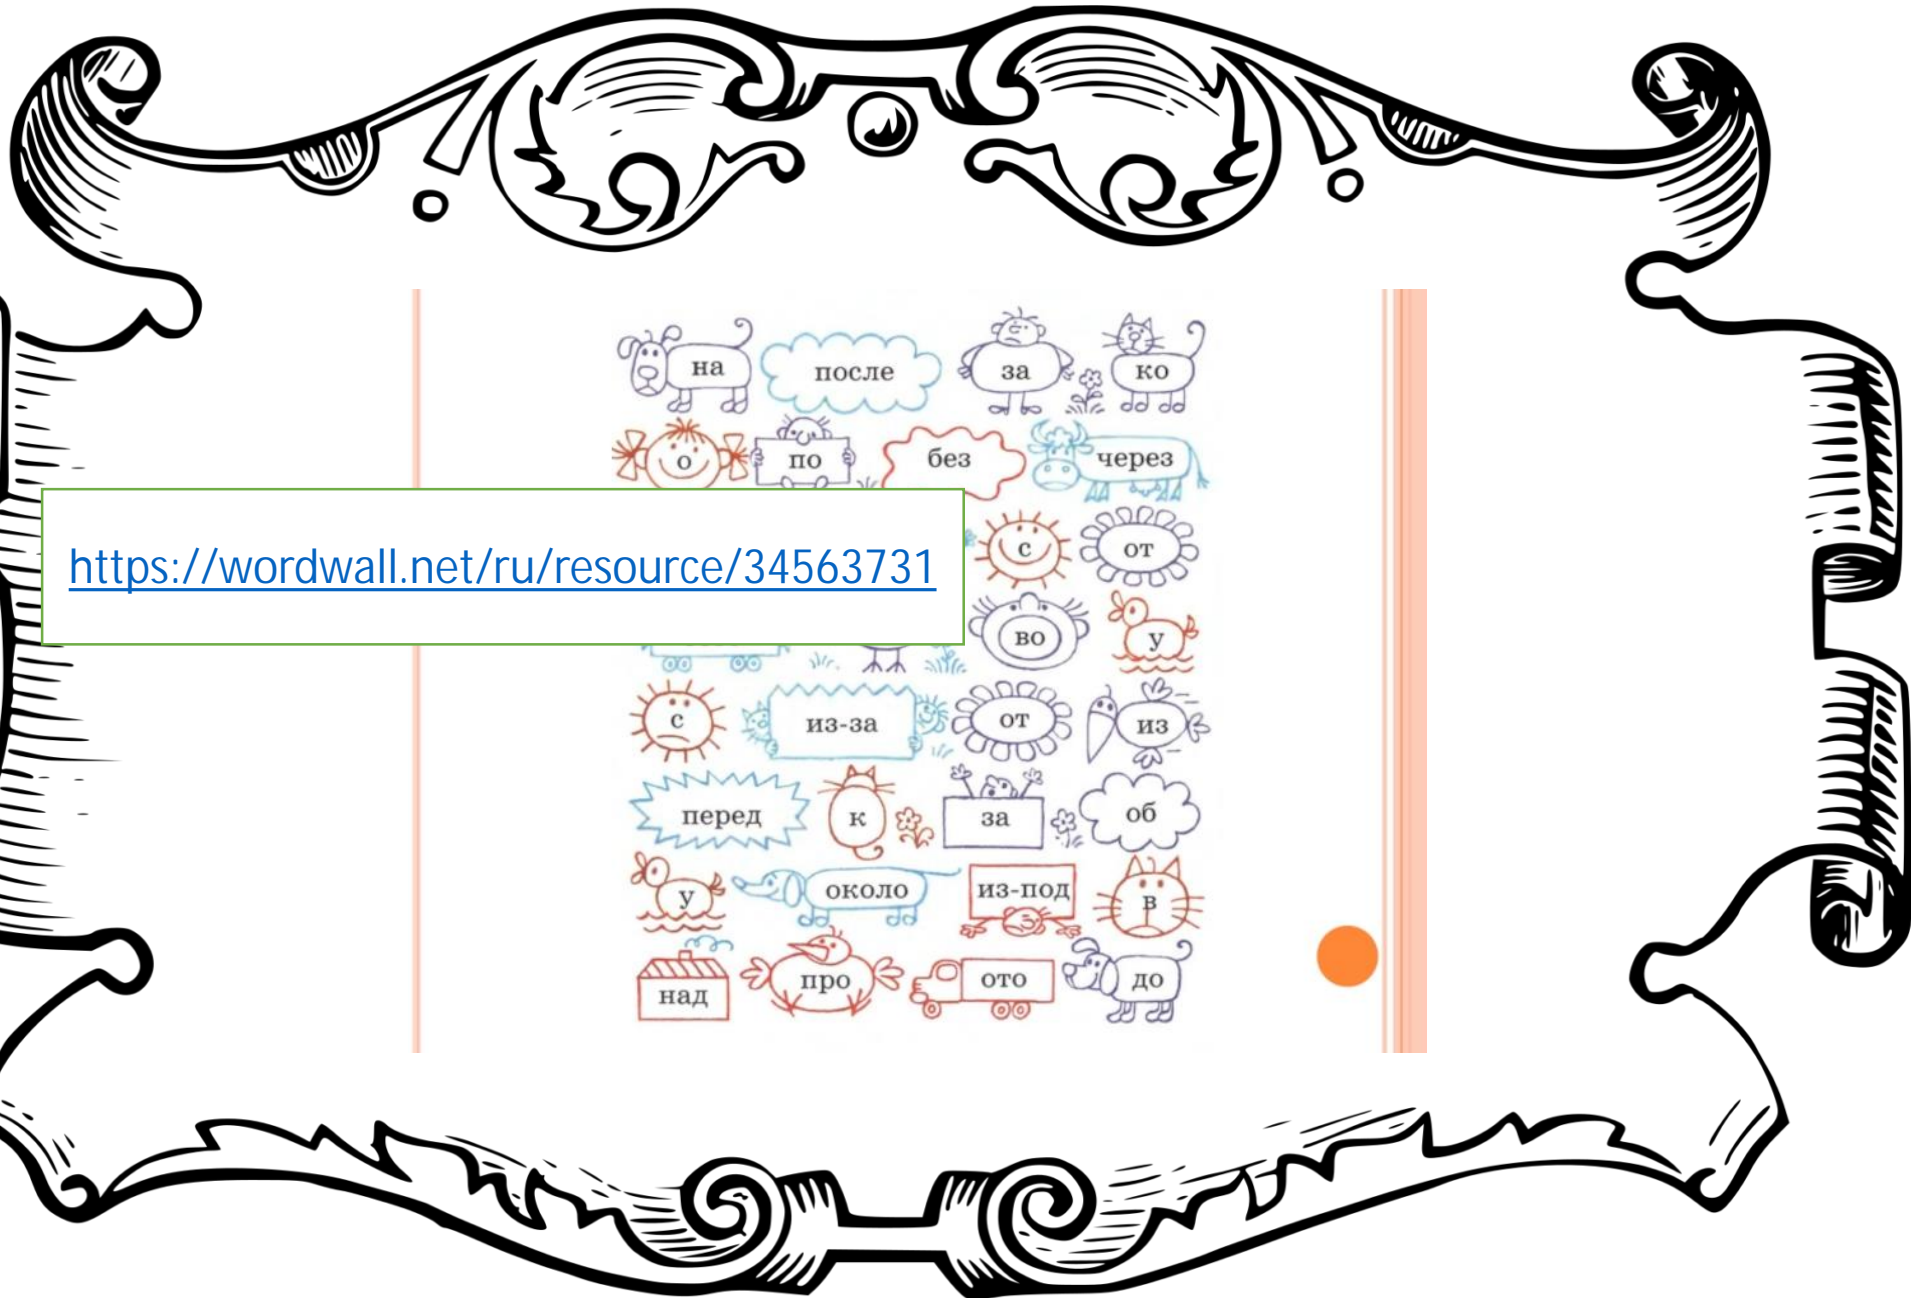 на после за ко
о по без через
https://wordwall.net/ru/resource/34563731
с от
во у
с из-за от из
перед к за об
у около из-под в
над про ото до